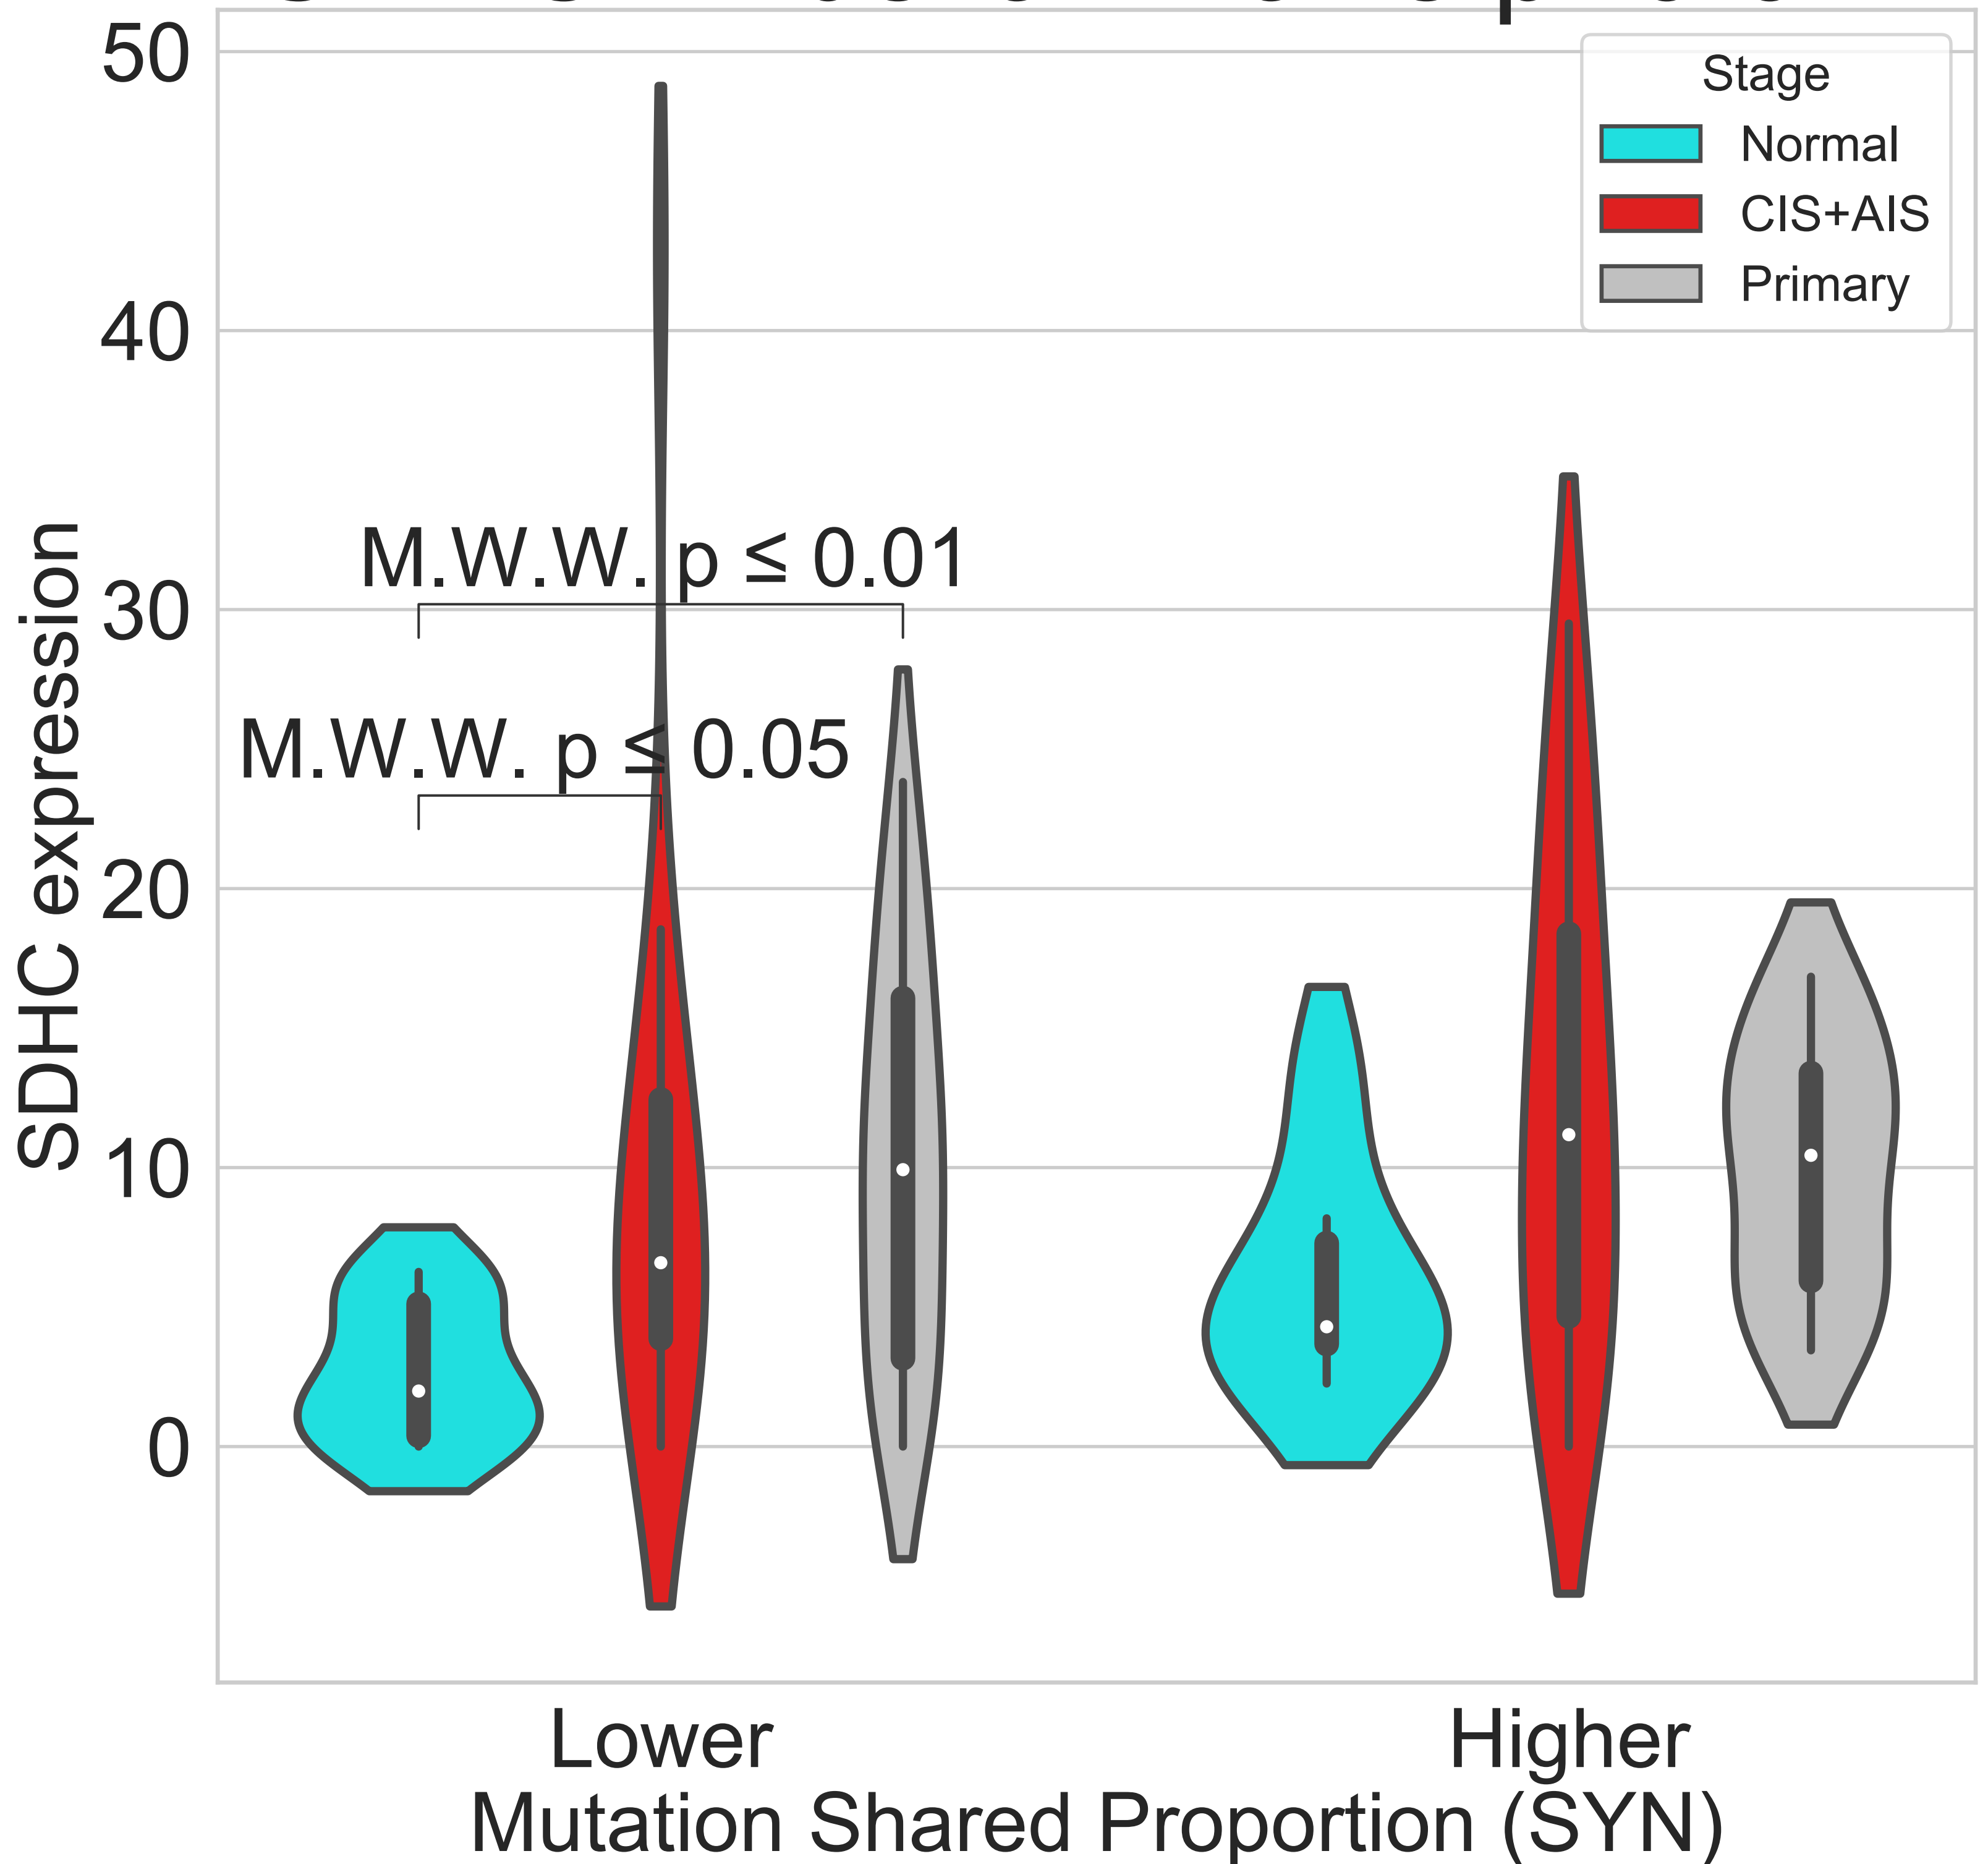 50
40
30
20
10
0
SDHC expression
Stage
Normal
CIS+AIS
Primary
M.W.W. p ≤ 0.01
M.W.W. p ≤ 0.05
Lower
Higher
Mutation Shared Proportion (SYN)